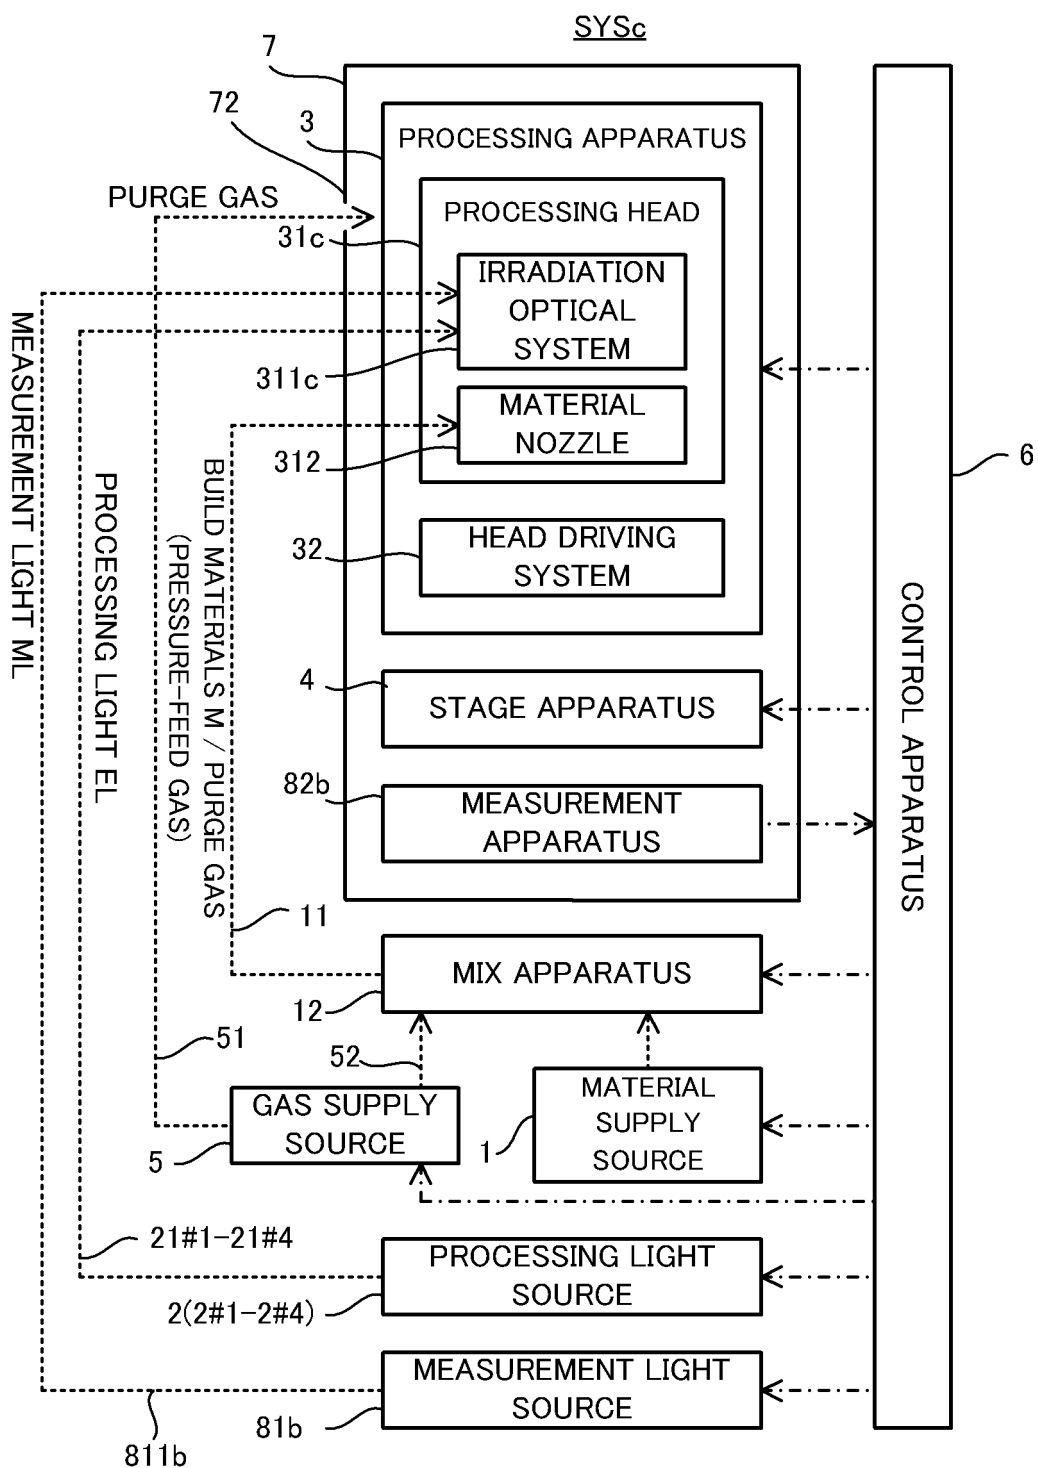 SYSc
7
72
3
PROCESSING APPARATUS
PURGE GAS
PROCESSING HEAD
31c
IRRADIATION
OPTICAL
SYSTEM
311c
MATERIAL
NOZZLE
312
6
HEAD DRIVING
SYSTEM
32
MEASUREMENT LIGHT ML
PROCESSING LIGHT EL
BUILD MATERIALS M / PURGE GAS
(PRESSURE-FEED GAS)
CONTROL APPARATUS
4
STAGE APPARATUS
82b
MEASUREMENT
APPARATUS
11
MIX APPARATUS
12
51
52
GAS SUPPLY
SOURCE
5
MATERIAL
SUPPLY
SOURCE
1
21#1-21#4
PROCESSING LIGHT
SOURCE
2(2#1-2#4)
MEASUREMENT LIGHT
SOURCE
81b
811b